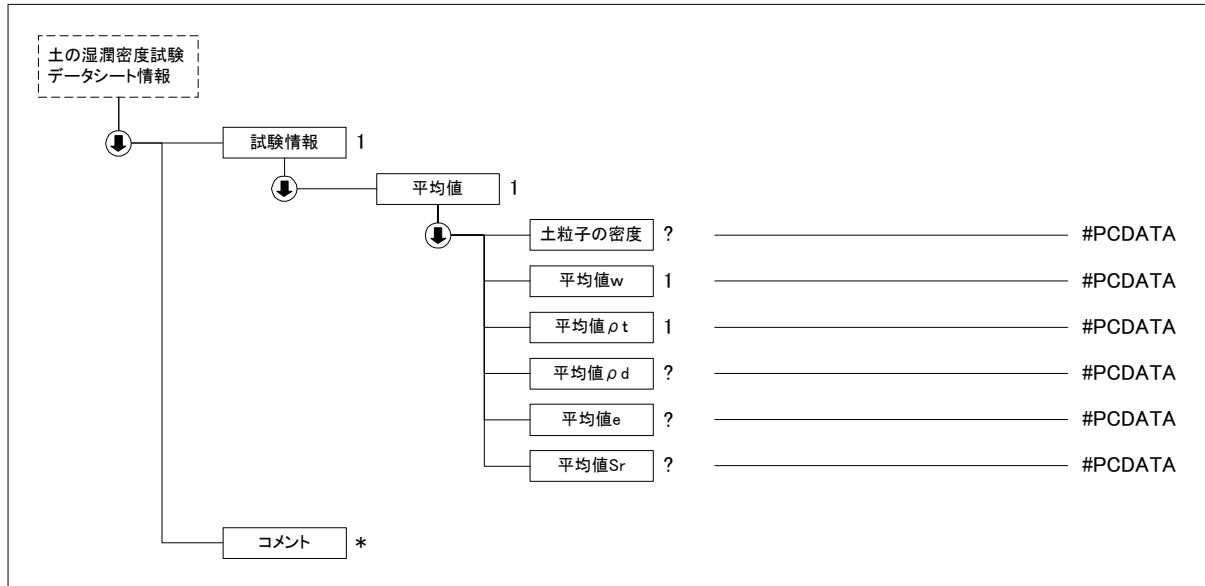 土の湿潤密度試験
データシート情報
試験情報 1
平均値 1
土粒子の密度 ? #PCDATA
平均値w 1 #PCDATA
平均値ρt 1 #PCDATA
平均値ρd ? #PCDATA
平均値e ? #PCDATA
平均値Sr ? #PCDATA
コメント *